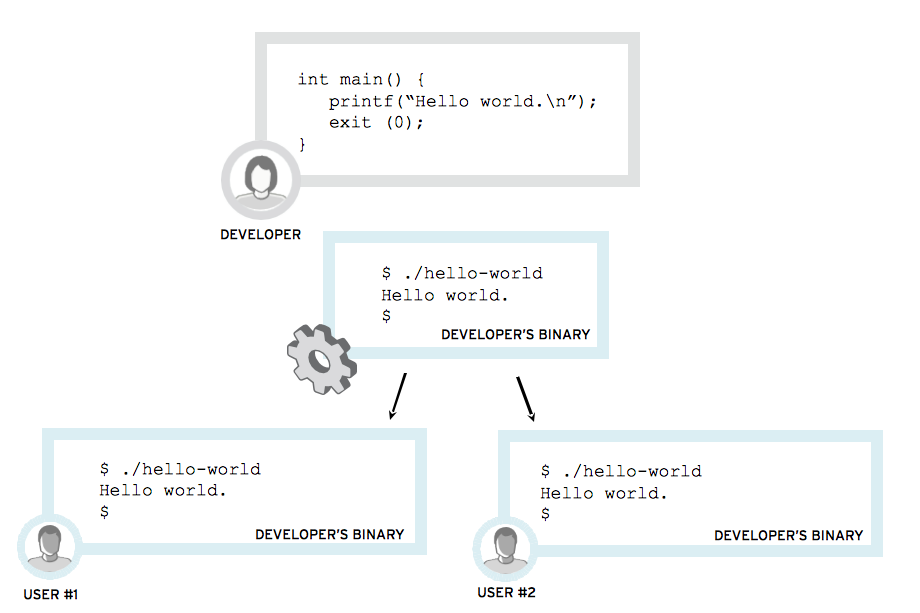 int main() {
printf(“Hello world.\n”);
exit (0);
}
DEVELOPER
$ ./hello-world
Hello world.
$
DEVELOPER’S BINARY
$ ./hello-world
Hello world.
$
DEVELOPER’S BINARY
USER #1
$ ./hello-world
Hello world.
$
DEVELOPER’S BINARY
USER #2